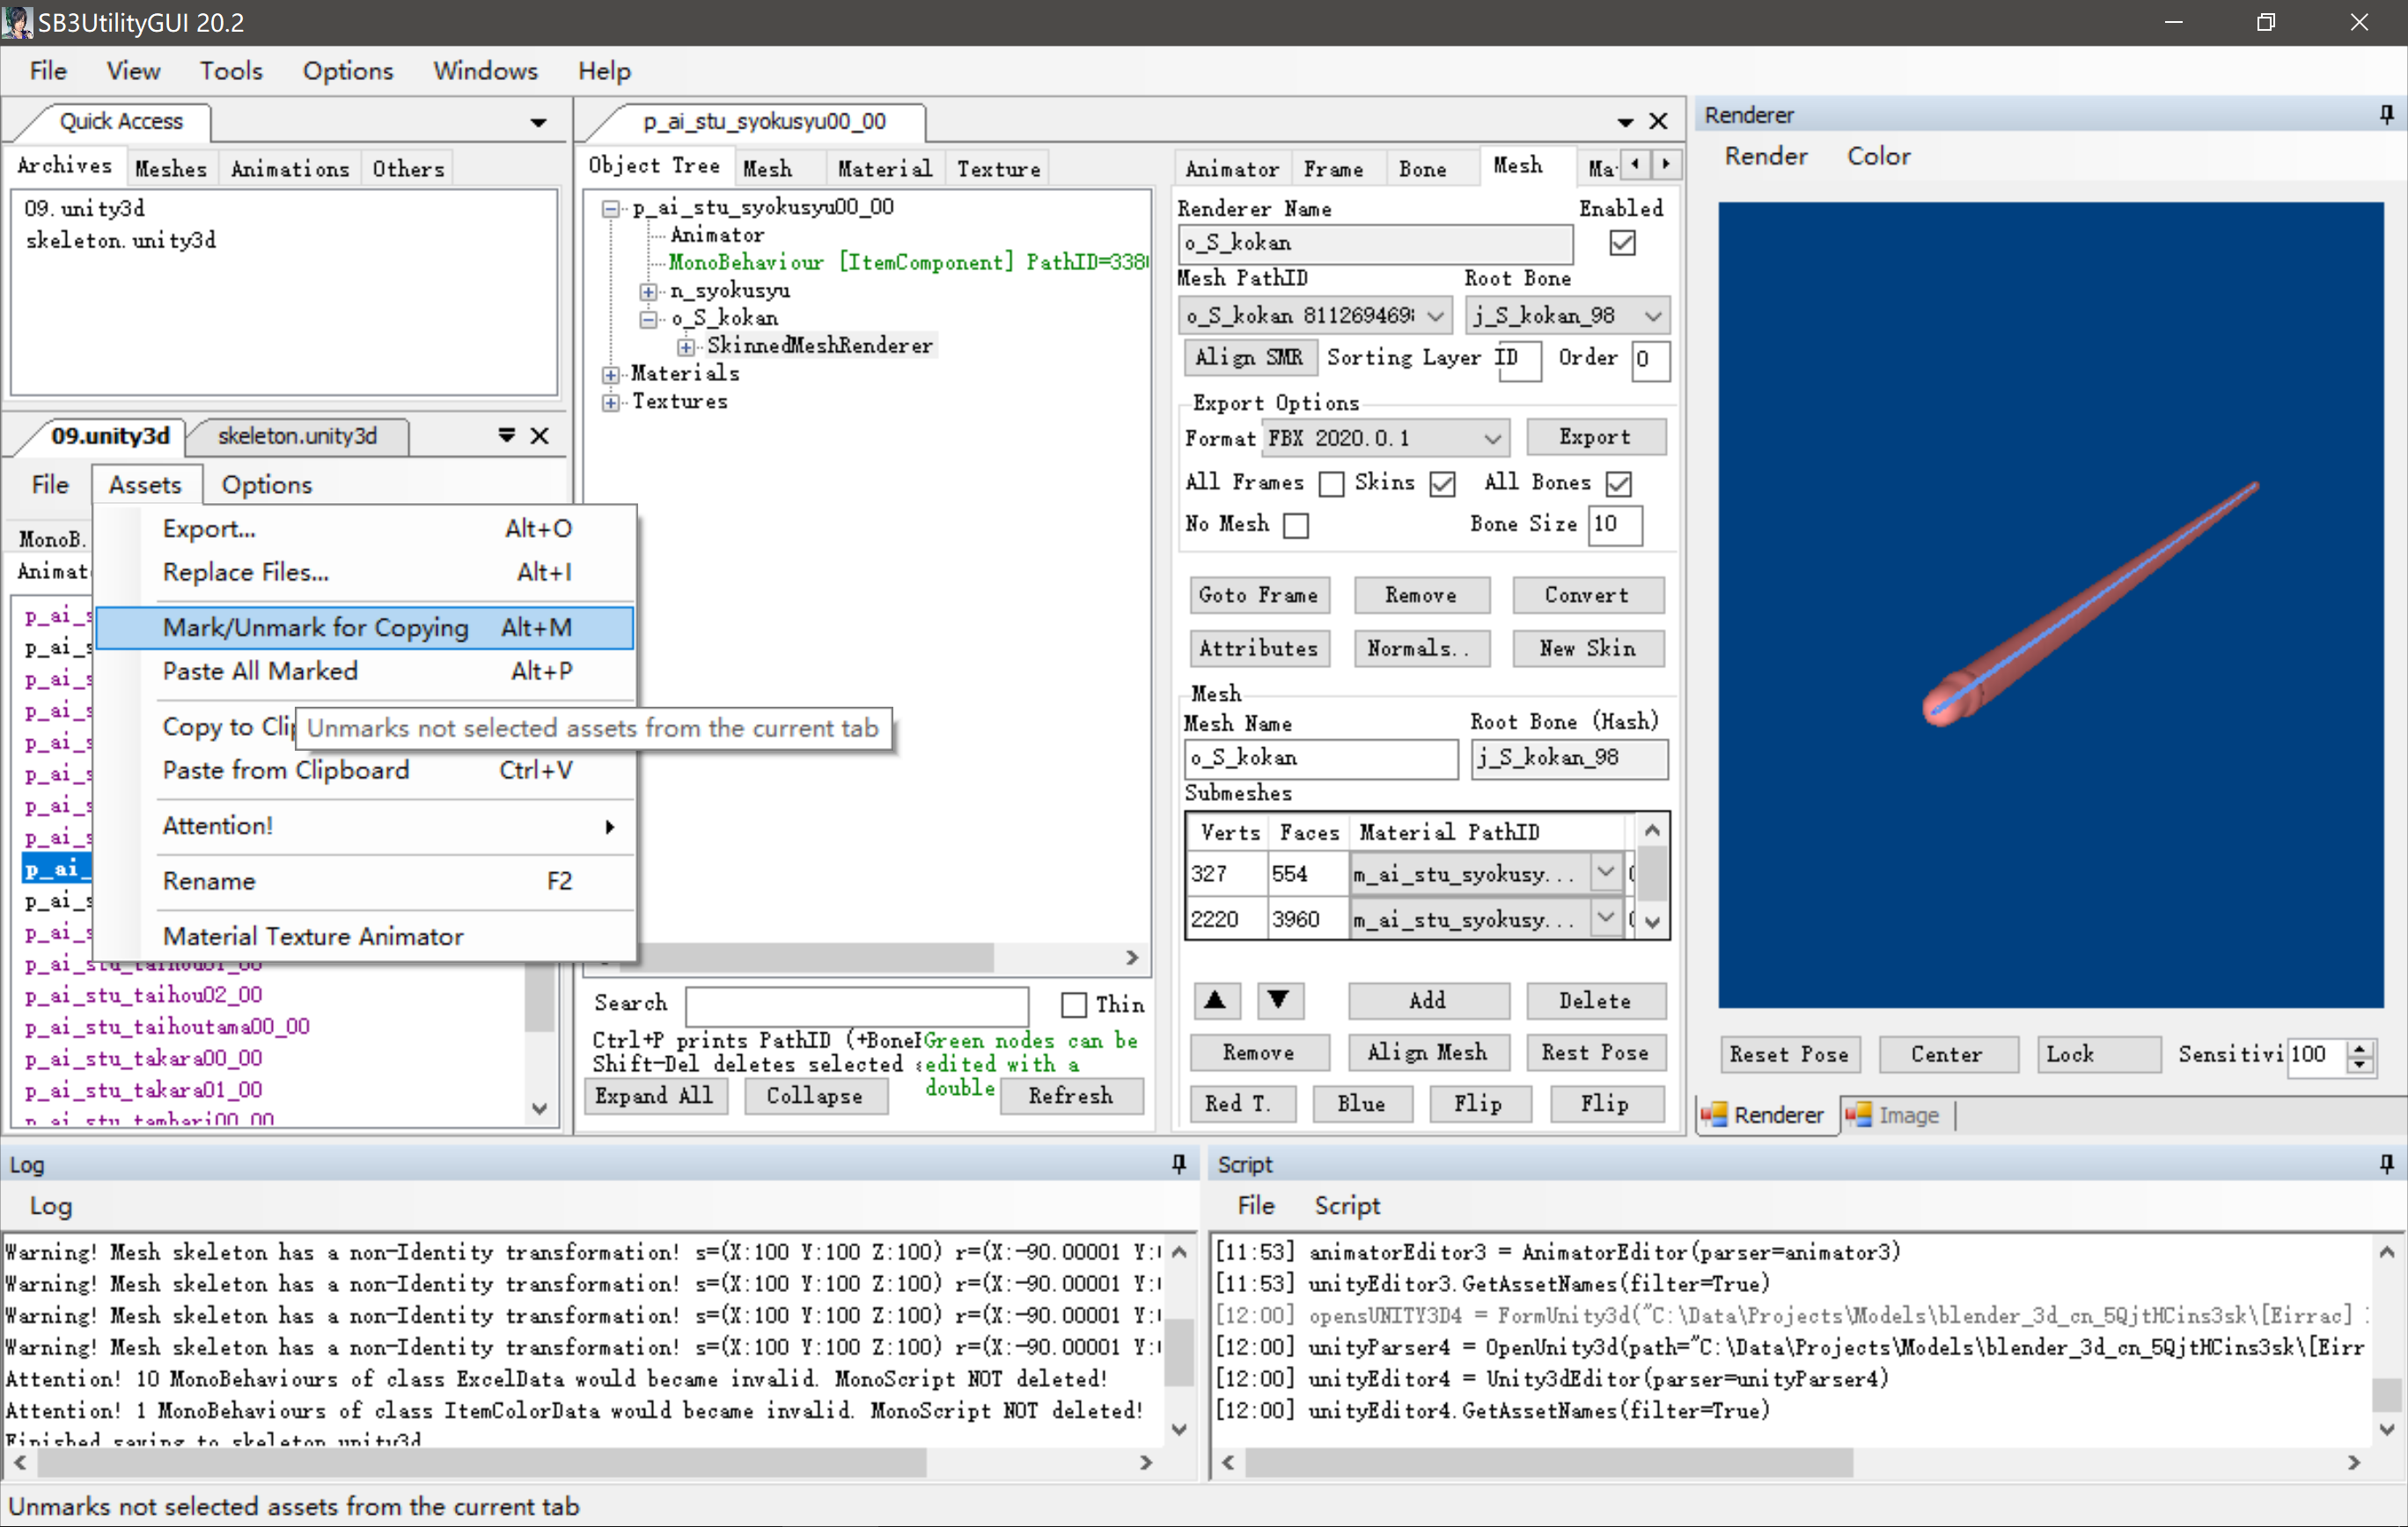 SB3UtilityGUI 20.2
File View Tools Options Windows Help
Quick Access
Archives Meshes Animations Others
09.unity3d
skeleton.unity3d
09.unity3d skeleton.unity3d
File Assets Options
MonoB.
Animat
Export... Alt+O
Replace Files... Alt+I
Mark/Unmark for Copying Alt+M
Paste All Marked Alt+P
Copy to Clip
Unmarks not selected assets from the current tab
Paste from Clipboard Ctrl+V
Attention!
Rename F2
Material Texture Animator
p_ai_s
p_ai_s
p_ai_s
p_ai_s
p_ai_s
p_ai_s
p_ai_s
p_ai_s
p_ai_
p_ai_s
p_ai_s
p_ai_stu_taihou01_00
p_ai_stu_taihou02_00
p_ai_stu_taihoutama00_00
p_ai_stu_takara00_00
p_ai_stu_takara01_00
p_ai_stu_tambari00_00
p_ai_stu_syokusyu00_00
Object Tree Mesh Material Texture
p_ai_stu_syokusyu00_00
Animator
MonoBehaviour [ItemComponent] PathID=338
n_syokusyu
o_S_kokan
SkinnedMeshRenderer
Materials
Textures
Search Thin
Ctrl+P prints PathID (+Bone
Shift-Del deletes selected
Green nodes can be
edited with a
double
Expand All Collapse Refresh
Animator Frame Bone Mesh Ma
Renderer Name Enabled
o_S_kokan
Mesh PathID Root Bone
o_S_kokan 811269469 j_S_kokan_98
Align SMR Sorting Layer ID Order 0
Export Options
Format FBX 2020.0.1 Export
All Frames Skins All Bones
No Mesh Bone Size 10
Goto Frame Remove Convert
Attributes Normals.. New Skin
Mesh
Mesh Name Root Bone (Hash)
o_S_kokan j_S_kokan_98
Submeshes
Verts Faces Material PathID
327 554 m_ai_stu_syokusy...
2220 3960 m_ai_stu_syokusy...
Add Delete
Remove Align Mesh Rest Pose
Red T. Blue Flip Flip
Renderer
Render Color
Reset Pose Center Lock Sensitivi 100
Renderer Image
Log
Log
Warning! Mesh skeleton has a non-Identity transformation! s=(X:100 Y:100 Z:100) r=(X:-90.00001 Y:
Warning! Mesh skeleton has a non-Identity transformation! s=(X:100 Y:100 Z:100) r=(X:-90.00001 Y:
Warning! Mesh skeleton has a non-Identity transformation! s=(X:100 Y:100 Z:100) r=(X:-90.00001 Y:
Warning! Mesh skeleton has a non-Identity transformation! s=(X:100 Y:100 Z:100) r=(X:-90.00001 Y:
Attention! 10 MonoBehaviours of class ExcelData would became invalid. MonoScript NOT deleted!
Attention! 1 MonoBehaviours of class ItemColorData would became invalid. MonoScript NOT deleted!
Finished saving to skeleton.unity3d
Script
File Script
[11:53] animatorEditor3 = AnimatorEditor(parser=animator3)
[11:53] unityEditor3.GetAssetNames(filter=True)
[12:00] opensUNITY3D4 = FormUnity3d("C:\Data\Projects\Models\blender_3d_cn_5QjtHCins3sk\[Eirrac]
[12:00] unityParser4 = OpenUnity3d(path="C:\Data\Projects\Models\blender_3d_cn_5QjtHCins3sk\[Eirr
[12:00] unityEditor4 = Unity3dEditor(parser=unityParser4)
[12:00] unityEditor4.GetAssetNames(filter=True)
Unmarks not selected assets from the current tab